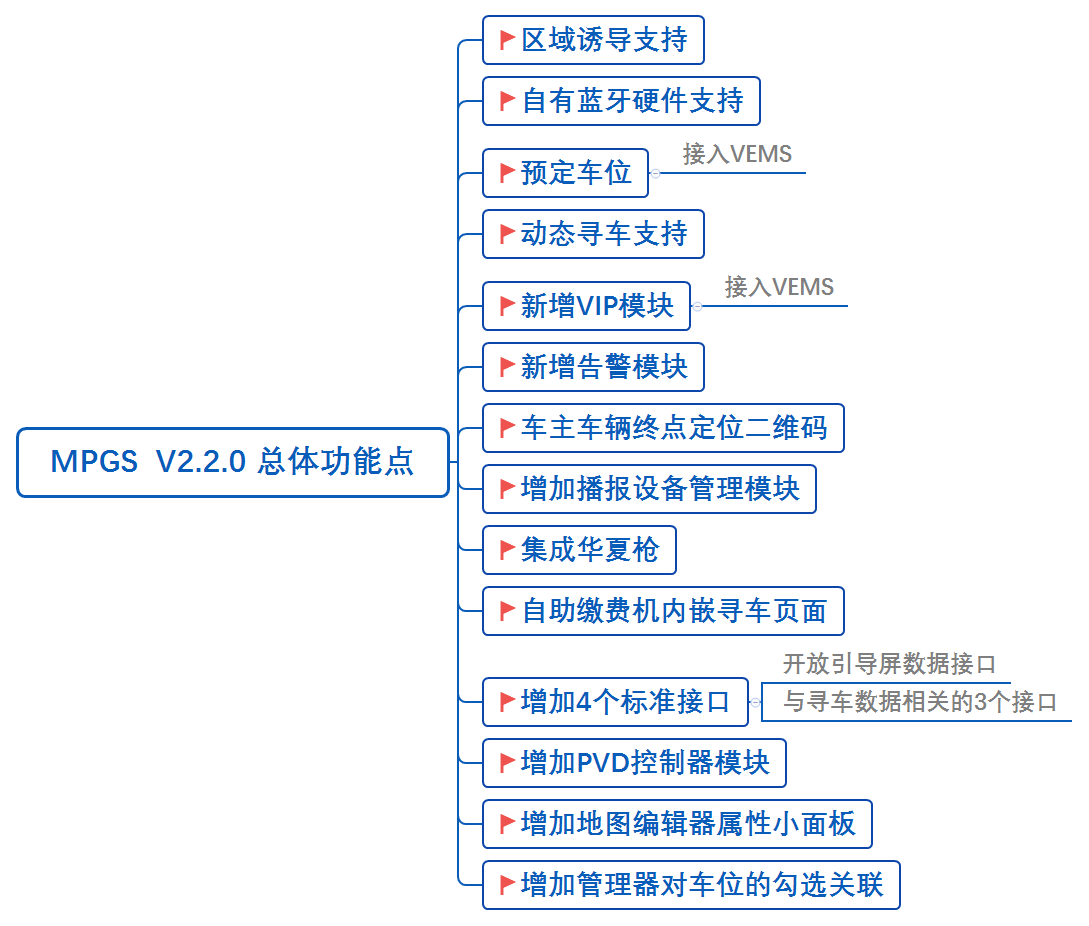 MPGS  V2.2.0 总体功能点
区域诱导支持
自有蓝牙硬件支持
预定车位
接入VEMS
动态寻车支持
新增VIP模块
接入VEMS
新增告警模块
车主车辆终点定位二维码
增加播报设备管理模块
集成华夏枪
自助缴费机内嵌寻车页面
增加4个标准接口
开放引导屏数据接口
与寻车数据相关的3个接口
增加PVD控制器模块
增加地图编辑器属性小面板
增加管理器对车位的勾选关联